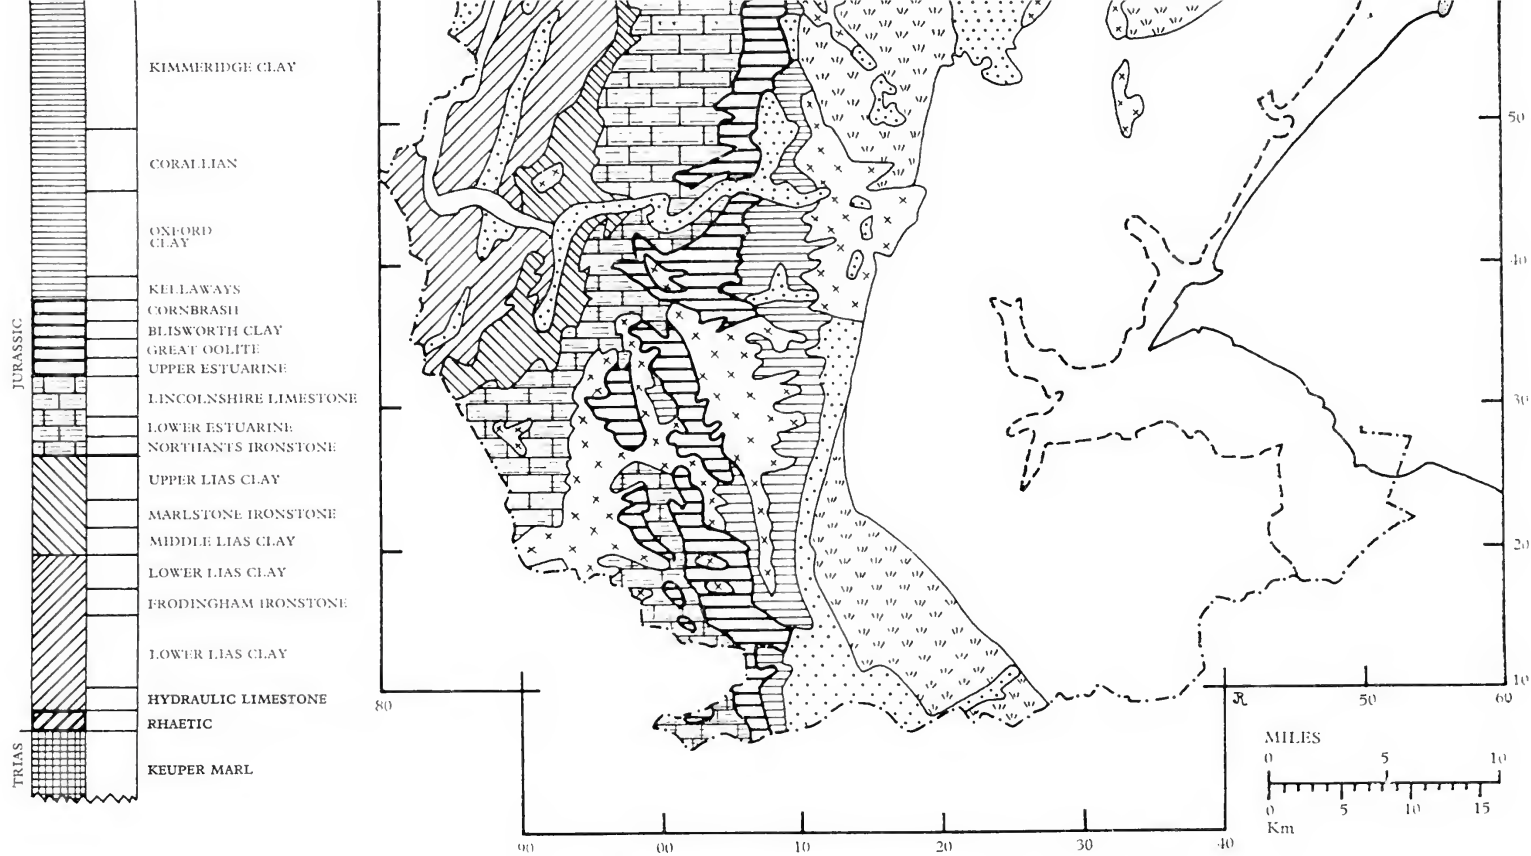 KIMMERIDGE CLAY
CORALLIAN
OXFORD
CLAY
KELLAWAYS
CORNBRASH
BLISWORTH CLAY
GREAT OOLITE
UPPER ESTUARINE
LINCOLNSHIRE LIMESTONE
LOWER ESTUARINE
NORTHANTS IRONSTONE
UPPER LIAS CLAY
MARLSTONE IRONSTONE
MIDDLE LIAS CLAY
LOWER LIAS CLAY
FRODINGHAM IRONSTONE
LOWER LIAS CLAY
HYDRAULIC LIMESTONE
RHAETIC
KEUPER MARL
JURASSIC
TRIAS
50
40
30
20
10
80
R
50
60
90
00
10
20
30
40
MILES
0 5 10
0 5 10 15
Km